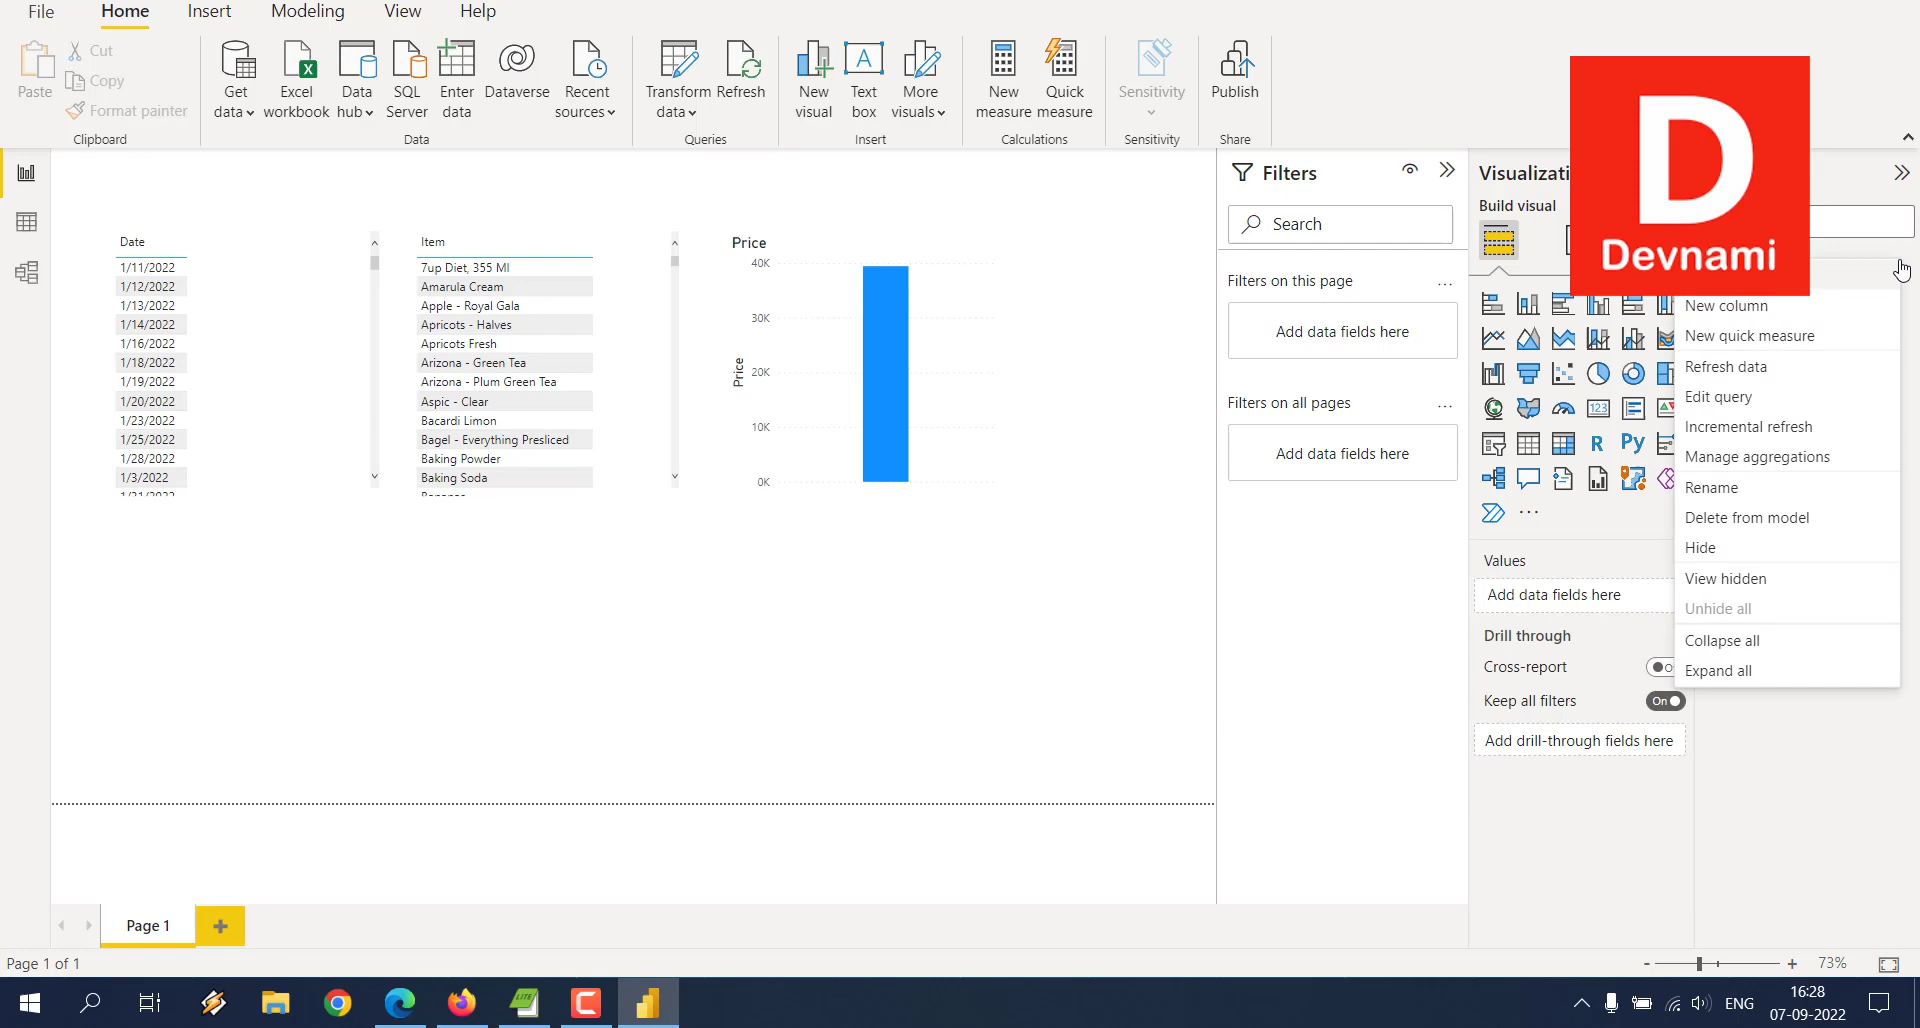 File Home Insert Modeling View Help
Paste
Cut
Copy
Format painter
Clipboard
Get data
Excel workbook
Data hub
SQL Server
Enter data
Dataverse
Recent sources
Data
Transform data
Refresh
Queries
New visual
Text box
A
More visuals
Insert
New measure
Quick measure
Calculations
Sensitivity
Sensitivity
Publish
Share
D
Devnami
Date
1/11/2022
1/12/2022
1/13/2022
1/14/2022
1/16/2022
1/18/2022
1/19/2022
1/20/2022
1/23/2022
1/25/2022
1/28/2022
1/3/2022
1/31/2022
Item
7up Diet, 355 Ml
Amarula Cream
Apple - Royal Gala
Apricots - Halves
Apricots Fresh
Arizona - Green Tea
Arizona - Plum Green Tea
Aspic - Clear
Bacardi Limon
Bagel - Everything Presliced
Baking Powder
Baking Soda
Price
Price
40K
30K
20K
10K
0K
Filters
Search
Filters on this page ...
Add data fields here
Filters on all pages ...
Add data fields here
Visualizati
Build visual
123
R
Py
...
Values
Add data fields here
Drill through
Cross-report
Keep all filters On
Add drill-through fields here
New column
New quick measure
Refresh data
Edit query
Incremental refresh
Manage aggregations
Rename
Delete from model
Hide
View hidden
Unhide all
Collapse all
Expand all
Page 1
+
Page 1 of 1
- + 73%
LITE
ENG
16:28
07-09-2022